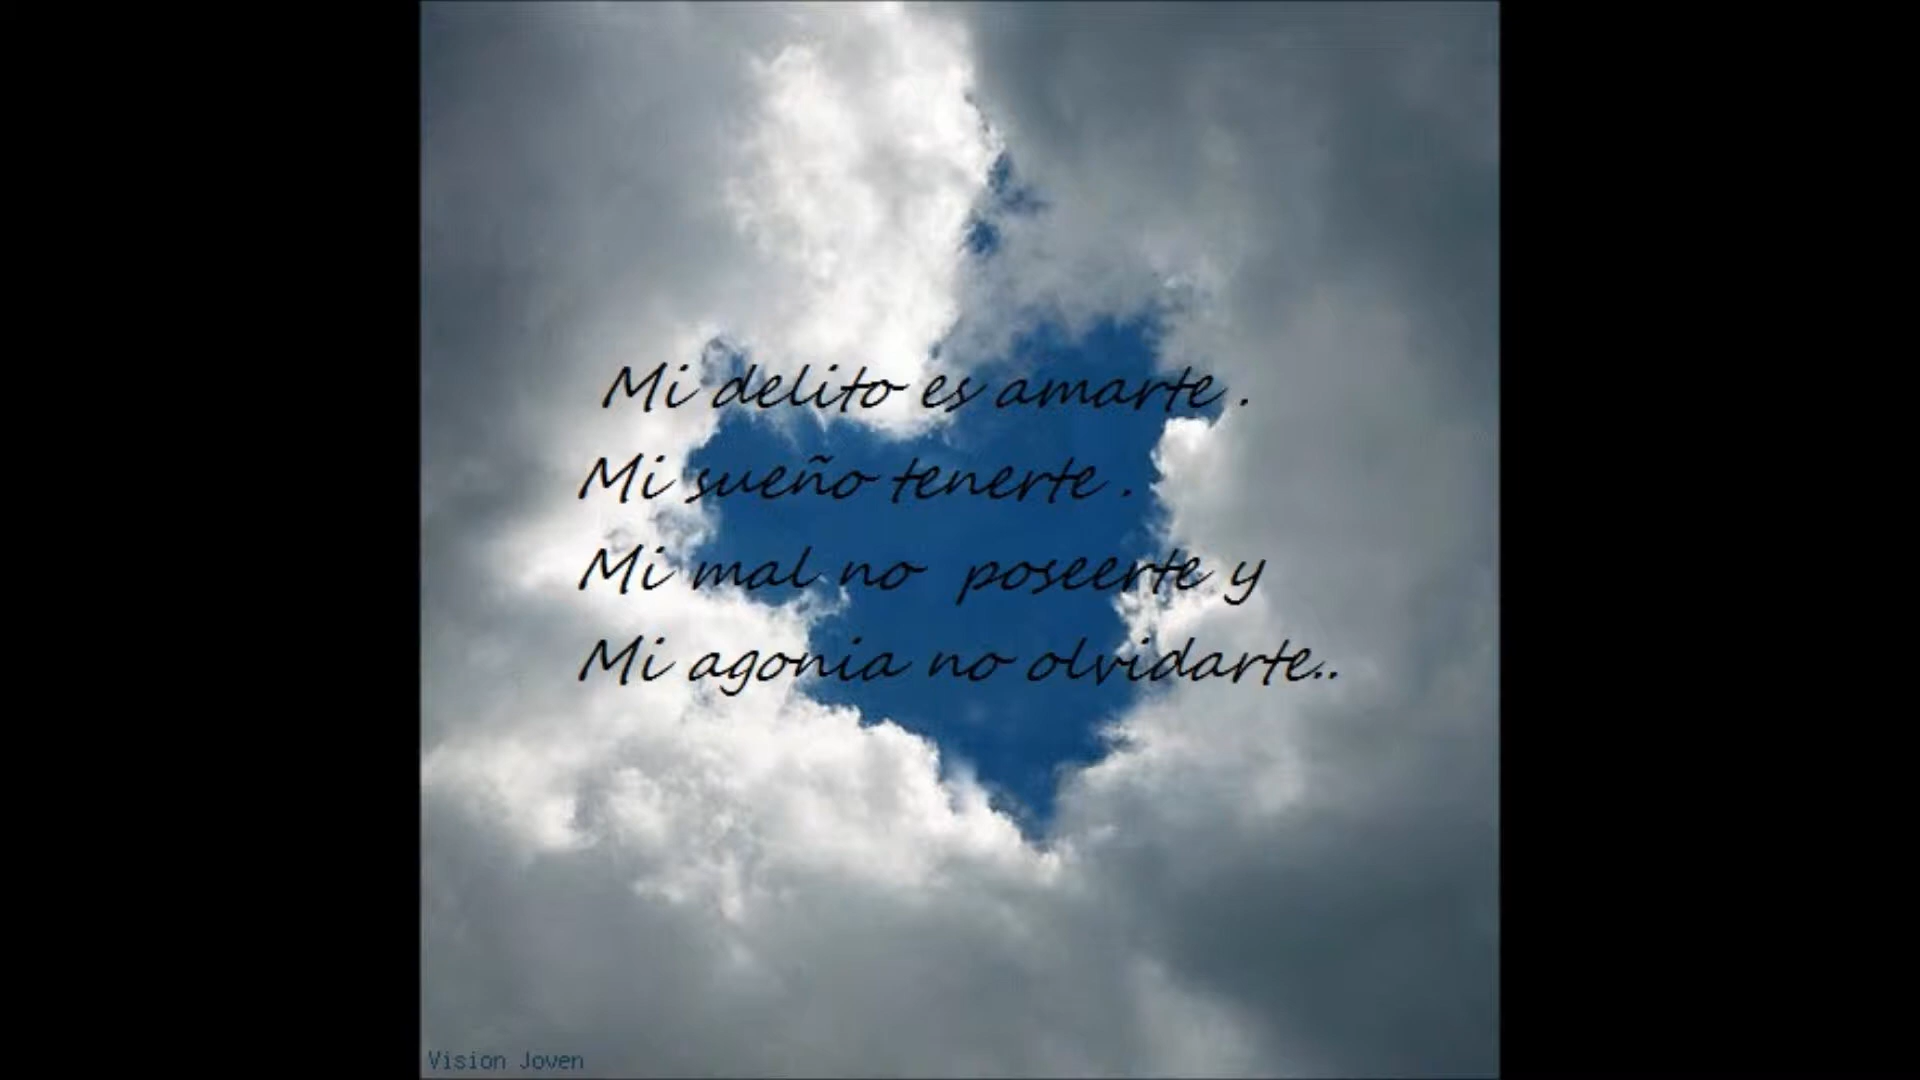 Mi delito es amarte .
Mi sueño tenerte .
Mi mal no  poseerte y
Mi agonia no olvidarte..
Vision Joven